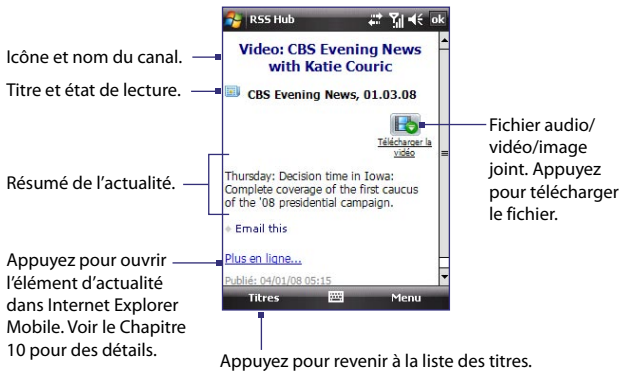 RSS Hub
ok
Icône et nom du canal.
Video: CBS Evening News
with Katie Couric
Titre et état de lecture.
CBS Evening News, 01.03.08
Télécharger la
vidéo
Fichier audio/
vidéo/image
joint. Appuyez
pour télécharger
le fichier.
Résumé de l’actualité.
Thursday: Decision time in Iowa:
Complete coverage of the first caucus
of the '08 presidential campaign.
Email this
Appuyez pour ouvrir
l’élément d’actualité
dans Internet Explorer
Mobile. Voir le Chapitre
10 pour des détails.
Plus en ligne...
Publié: 04/01/08 05:15
Titres
Menu
Appuyez pour revenir à la liste des titres.